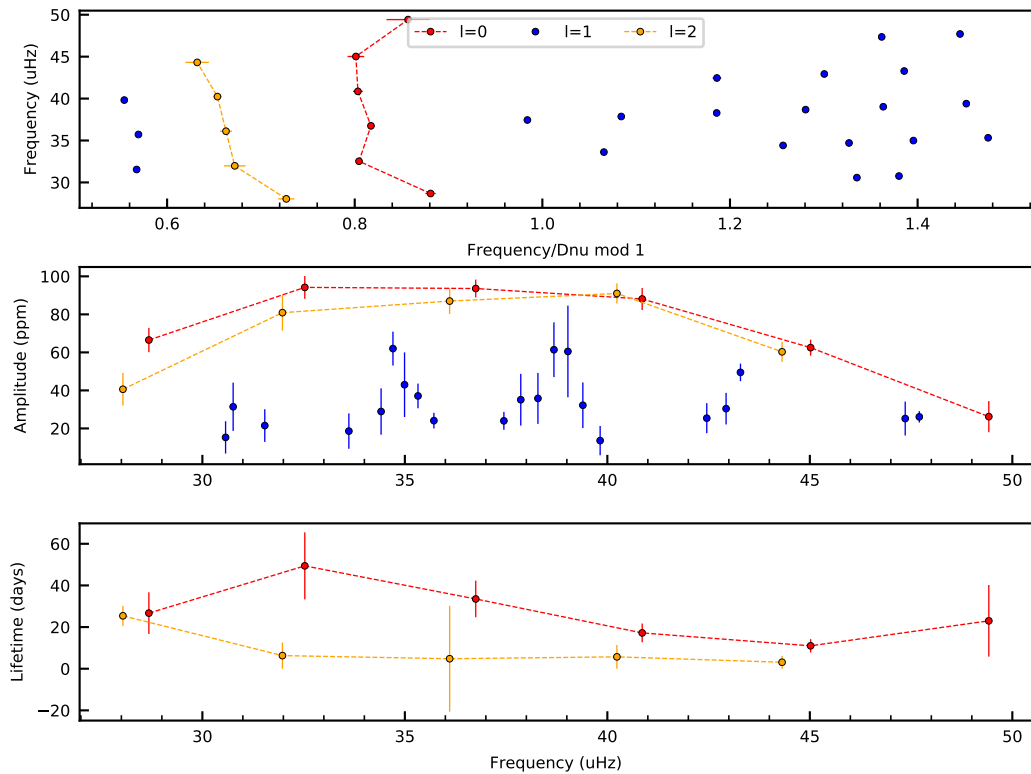 50
45
40
35
30
Frequency (uHz)
l=0 l=1 l=2
0.6 0.8 1.0 1.2 1.4
Frequency/Dnu mod 1
100
80
60
40
20
Amplitude (ppm)
30 35 40 45 50
60
40
20
0
−20
Lifetime (days)
30 35 40 45 50
Frequency (uHz)